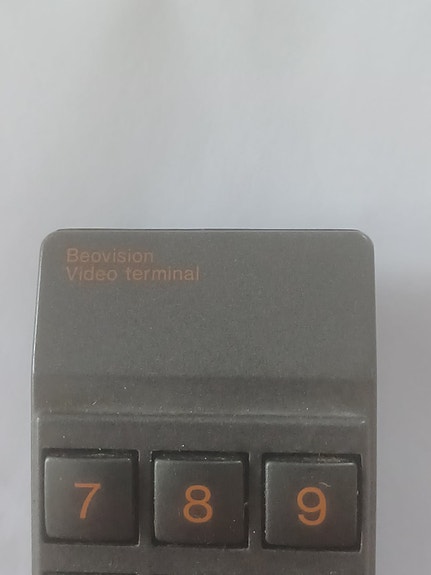 Beovision
Video terminal
7 8 9